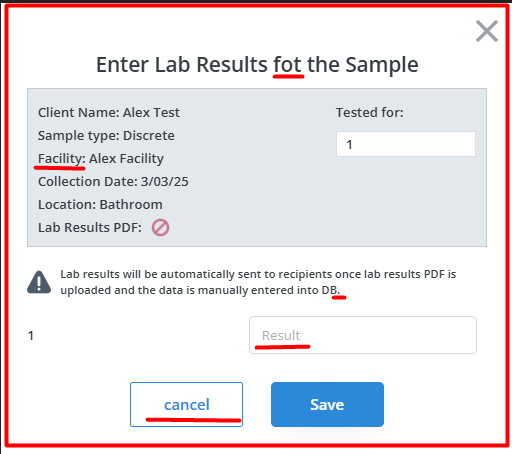 Enter Lab Results fot the Sample
Client Name: Alex Test
Sample type: Discrete
Facility: Alex Facility
Collection Date: 3/03/25
Location: Bathroom
Lab Results PDF:
Tested for:
1
Lab results will be automatically sent to recipients once lab results PDF is
uploaded and the data is manually entered into DB.
1
Result
cancel
Save